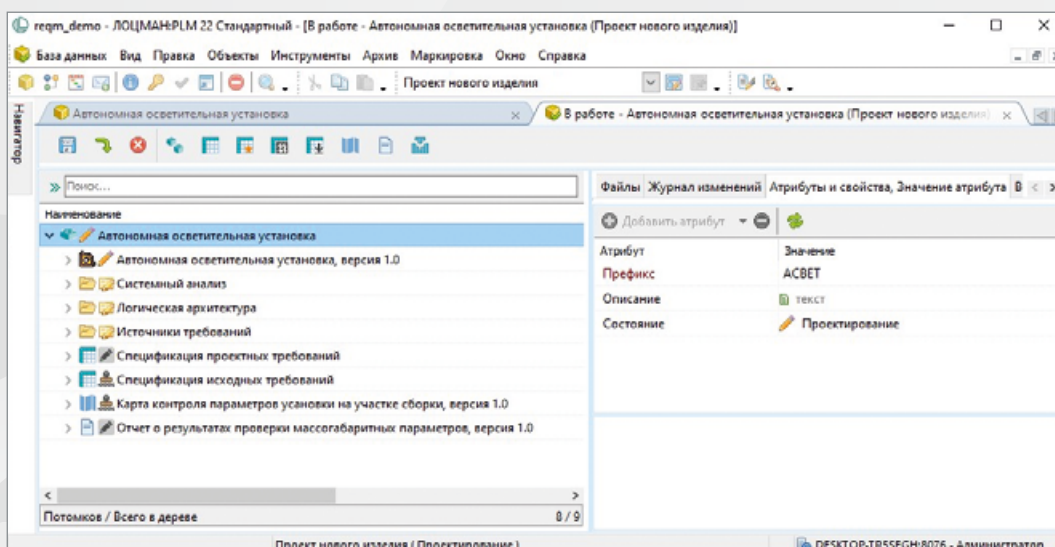 reqm_demo - ЛОЦМАН:PLM 22 Стандартный - [В работе - Автономная осветительная установка (Проект нового изделия)]
База данных Вид Правка Объекты Инструменты Архив Маркировка Окно Справка
Проект нового изделия
Навигатор
Автономная осветительная установка
В работе - Автономная осветительная установка (Проект нового изделия)
Поиск...
Наименование
Автономная осветительная установка
Автономная осветительная установка, версия 1.0
Системный анализ
Логическая архитектура
Источники требований
Спецификация проектных требований
Спецификация исходных требований
Карта контроля параметров усановки на участке сборки, версия 1.0
Отчет о результатах проверки массогабаритных параметров, версия 1.0
Потомков / Всего в дереве 8 / 9
Файлы Журнал изменений Атрибуты и свойства, Значение атрибута В
Добавить атрибут
Атрибут Значение
Префикс АСВЕТ
Описание текст
Состояние Проектирование
Проект нового изделия ( Проектирование )
DESKTOP-TR5SEGH:8076 - Администратор